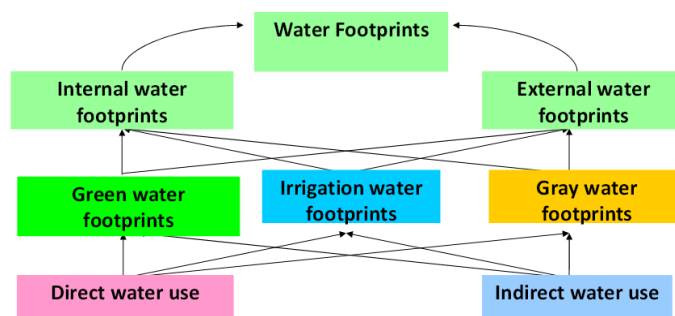 Water Footprints
Internal water
footprints
External water
footprints
Green water
footprints
Irrigation water
footprints
Gray water
footprints
Direct water use
Indirect water use